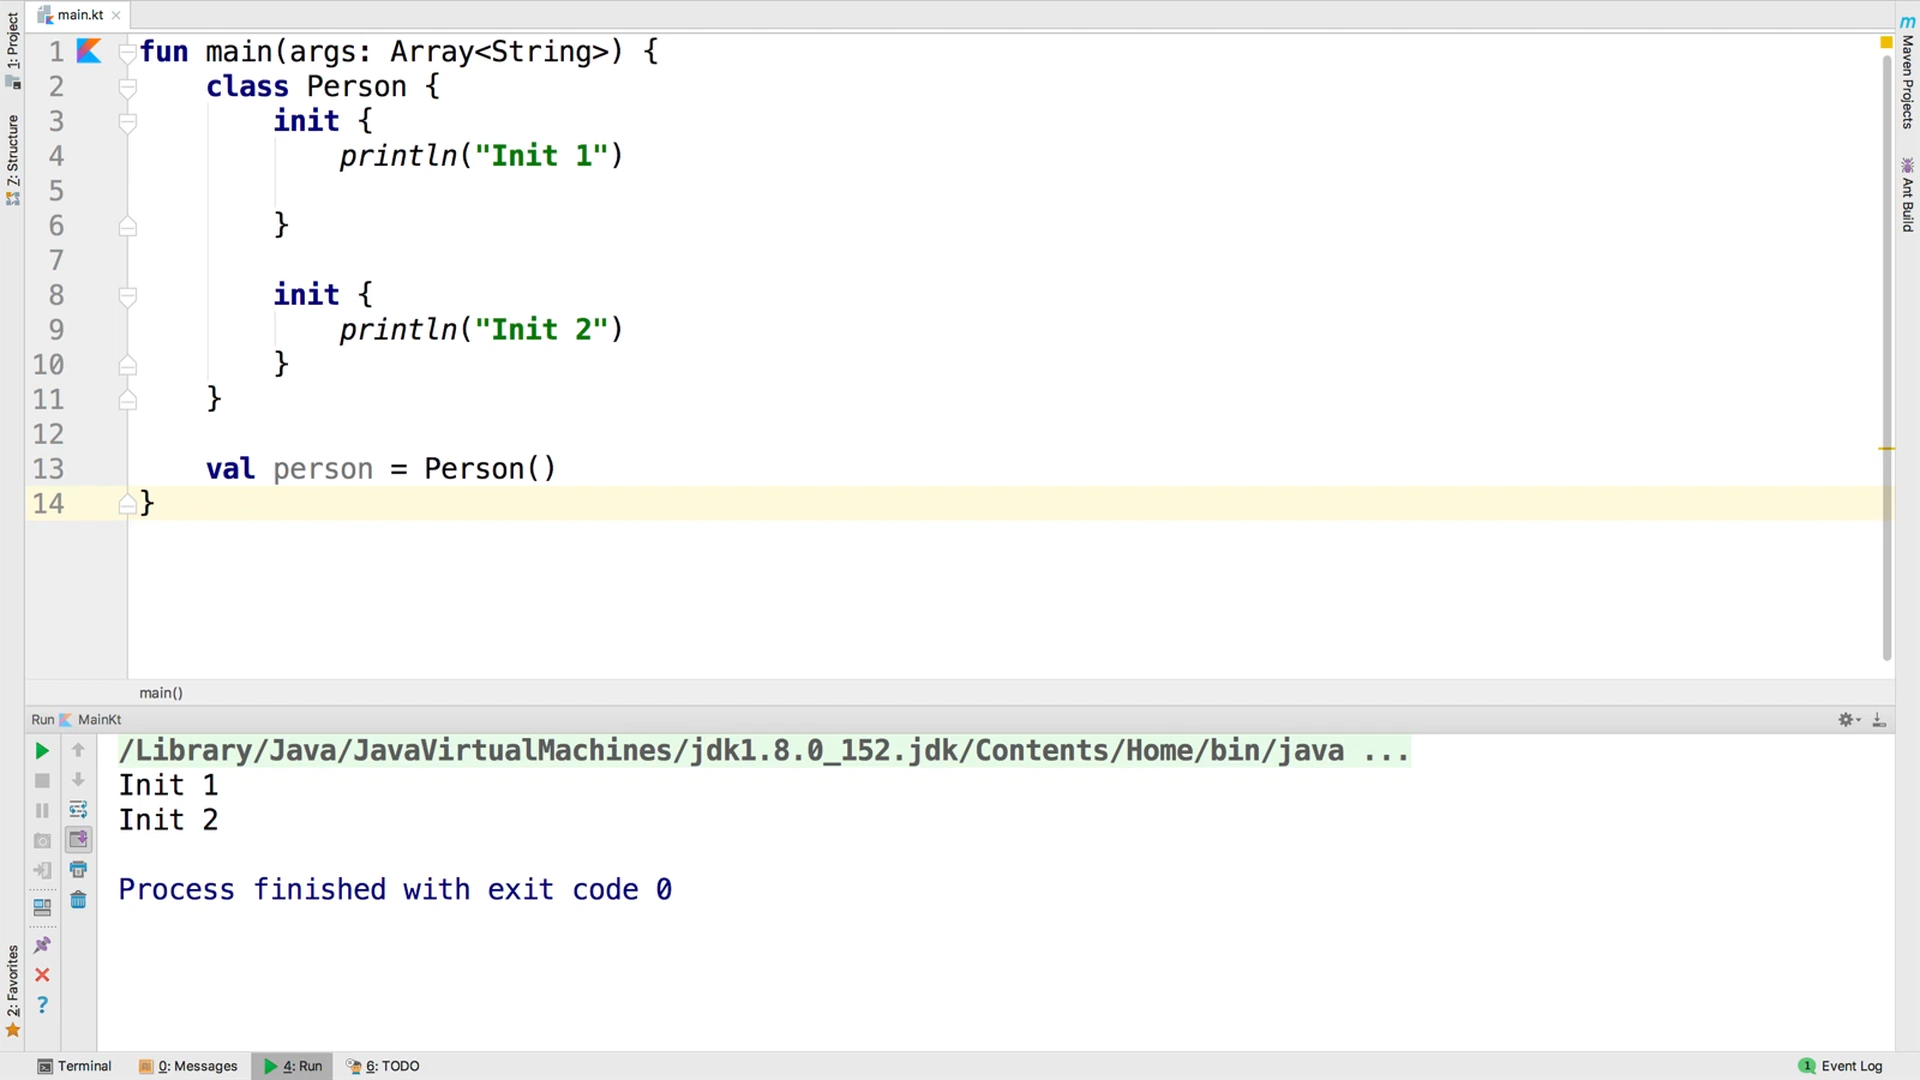 main.kt
1: Project
7: Structure
2: Favorites
m
Maven Projects
Ant Build
1 fun main(args: Array<String>) {
2 class Person {
3 init {
4 println("Init 1")
5
6 }
7
8 init {
9 println("Init 2")
10 }
11 }
12
13 val person = Person()
14 }
main()
Run MainKt
/Library/Java/JavaVirtualMachines/jdk1.8.0_152.jdk/Contents/Home/bin/java ...
Init 1
Init 2
Process finished with exit code 0
Terminal 0: Messages 4: Run 6: TODO 1 Event Log